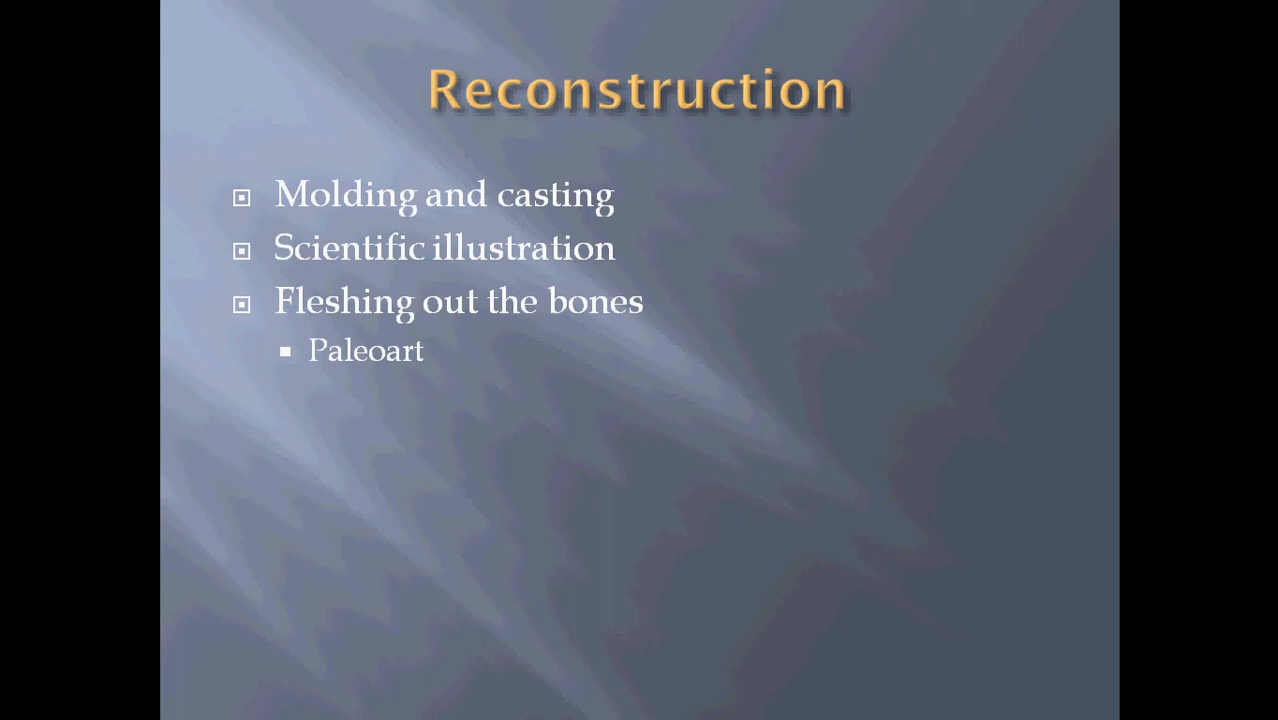 Reconstruction
Molding and casting
Scientific illustration
Fleshing out the bones
Paleoart